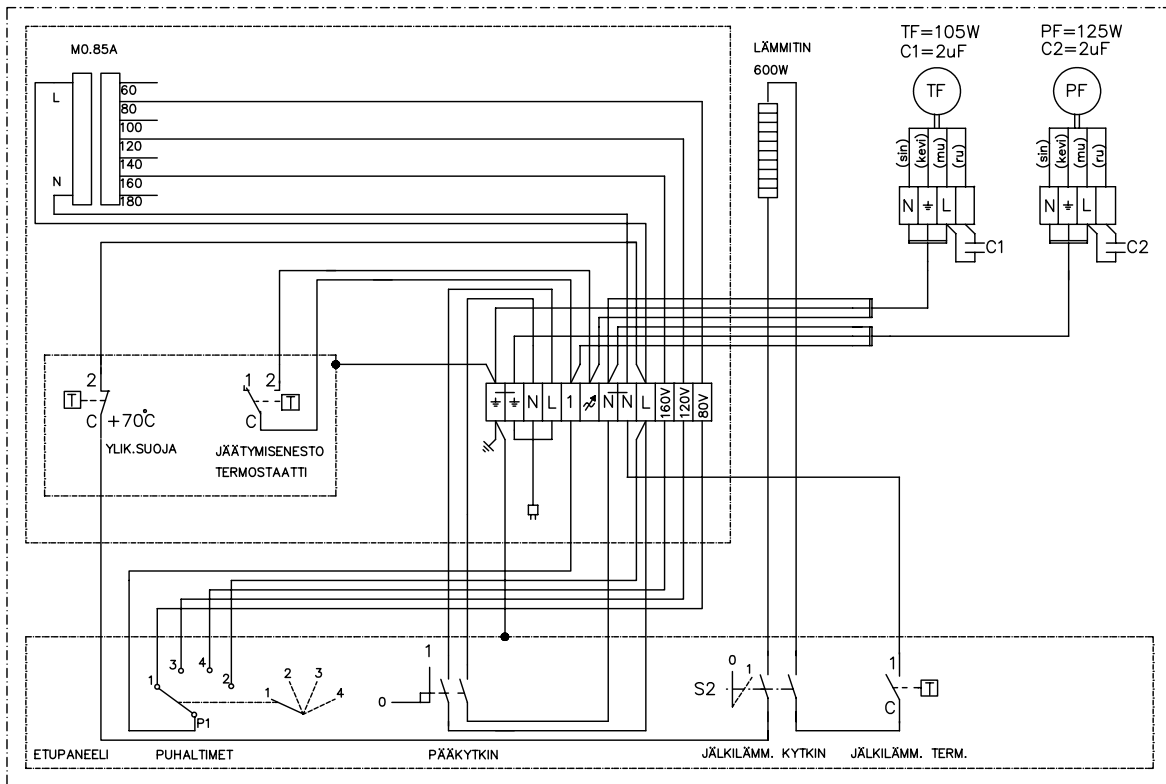 M0.85A
L
N
60
80
100
120
140
160
180
LÄMMITIN
600W
TF=105W
C1=2uF
TF
(sin)
(kevi)
(mu)
(ru)
N
L
C1
PF=125W
C2=2uF
PF
(sin)
(kevi)
(mu)
(ru)
N
L
C2
2
T
C
+70°C
YLIK.SUOJA
1 2
T
C
JÄÄTYMISENESTO
TERMOSTAATTI
N L 1 N N L 160V 120V 80V
1 3 4 2
P1
1 2 3 4
1
0
S2
0
1
1
C
T
ETUPANEELI PUHALTIMET PÄÄKYTKIN JÄLKILÄMM. KYTKIN JÄLKILÄMM. TERM.